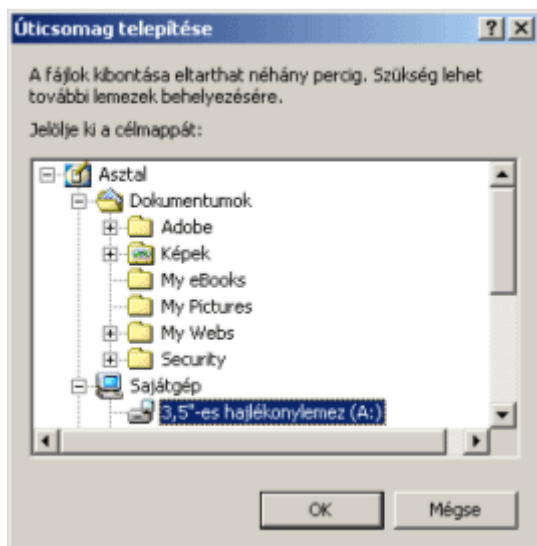 Úticsomag telepítése
A fájlok kibontása eltarthat néhány percig. Szükség lehet
további lemezek behelyezésére.
Jelölje ki a célmappát:
Asztal
Dokumentumok
Adobe
Képek
My eBooks
My Pictures
My Webs
Security
Sajátgép
3,5"-es hajlékonylemez (A:)
OK
Mégse